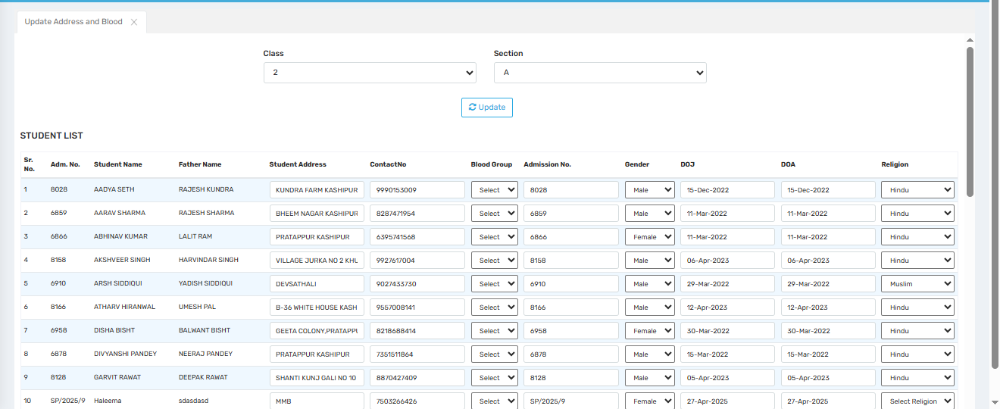 Update Address and Blood
Class Section
2 A
Update
STUDENT LIST
Sr. No. Adm. No. Student Name Father Name Student Address ContactNo Blood Group Admission No. Gender DOJ DOA Religion
1 8028 AADYA SETH RAJESH KUNDRA KUNDRA FARM KASHIPUR 9990153009 Select 8028 Male 15-Dec-2022 15-Dec-2022 Hindu
2 6859 AARAV SHARMA RAJESH SHARMA BHEEM NAGAR KASHIPUR 8287471954 Select 6859 Male 11-Mar-2022 11-Mar-2022 Hindu
3 6866 ABHINAV KUMAR LALIT RAM PRATAPPUR KASHIPUR 6395741568 Select 6866 Female 11-Mar-2022 11-Mar-2022 Hindu
4 8158 AKSHVEER SINGH HARVINDAR SINGH VILLAGE JURKA NO 2 KHU 9927617004 Select 8158 Male 06-Apr-2023 06-Apr-2023 Hindu
5 6910 ARSH SIDDIQUI YADISH SIDDIQUI DEVSATHALI 9027433730 Select 6910 Male 29-Mar-2022 29-Mar-2022 Muslim
6 8166 ATHARV HIRANWAL UMESH PAL B-36 WHITE HOUSE KASH 9557008141 Select 8166 Male 12-Apr-2023 12-Apr-2023 Hindu
7 6958 DISHA BISHT BALWANT BISHT GEETA COLONY,PRATAPPU 8218688414 Select 6958 Female 30-Mar-2022 30-Mar-2022 Hindu
8 6878 DIVYANSHI PANDEY NEERAJ PANDEY PRATAPPUR KASHIPUR 7351511864 Select 6878 Male 15-Mar-2022 15-Mar-2022 Hindu
9 8128 GARVIT RAWAT DEEPAK RAWAT SHANTI KUNJ GALI NO 10 8870427409 Select 8128 Male 05-Apr-2023 05-Apr-2023 Hindu
10 SP/2025/9 Haleema sdasdasd MMB 7503266426 Select SP/2025/9 Female 27-Apr-2025 27-Apr-2025 Select Religion